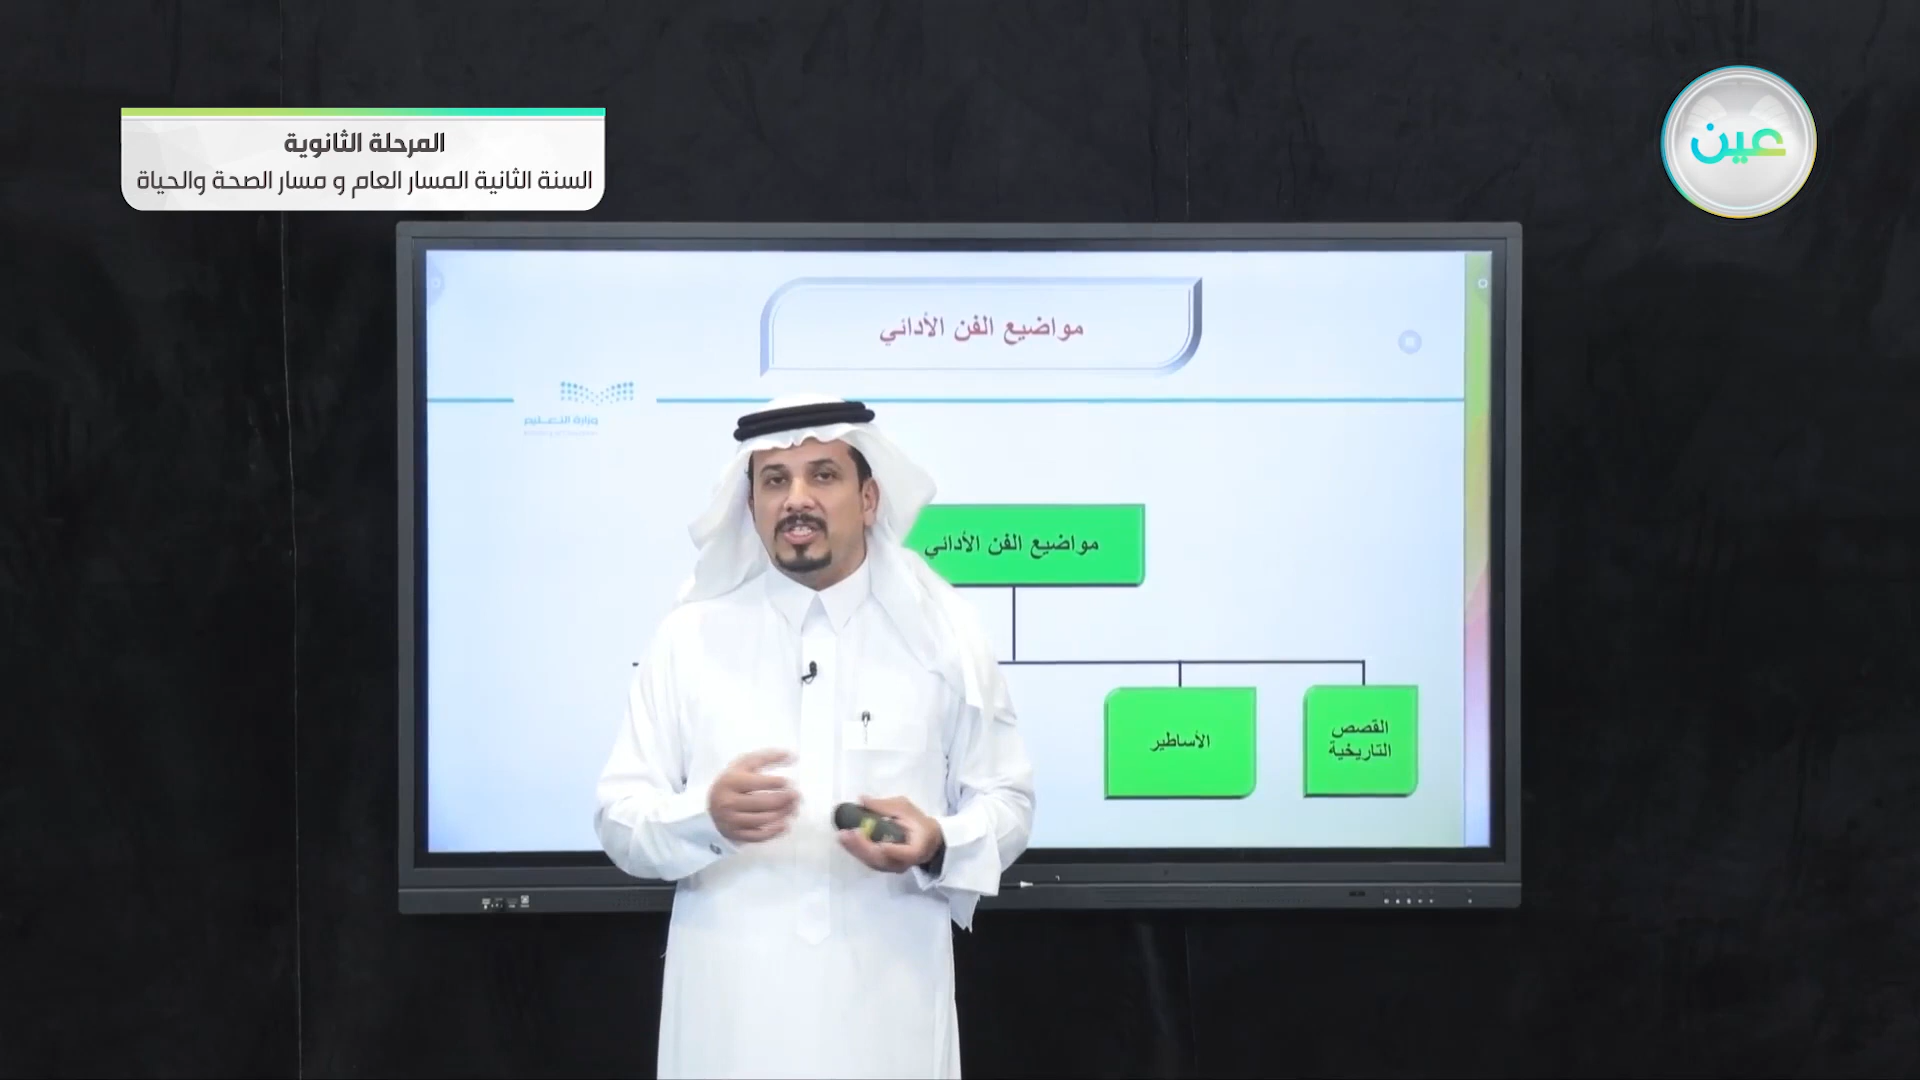 المرحلة الثانوية
السنة الثانية المسار العام و مسار الصحة والحياة
عين
مواضيع الفن الأدائي
وزارة التعليم
مواضيع الفن الأدائي
القصص
التاريخية
الأساطير